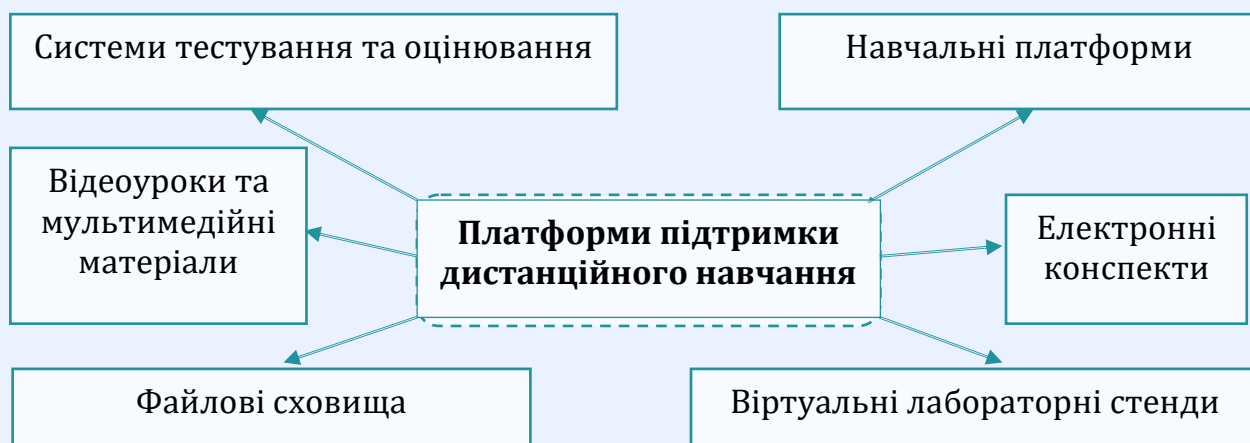 Системи тестування та оцінювання
Навчальні платформи
Відеоуроки та
мультимедійні
матеріали
Платформи підтримки
дистанційного навчання
Електронні
конспекти
Файлові сховища
Віртуальні лабораторні стенди